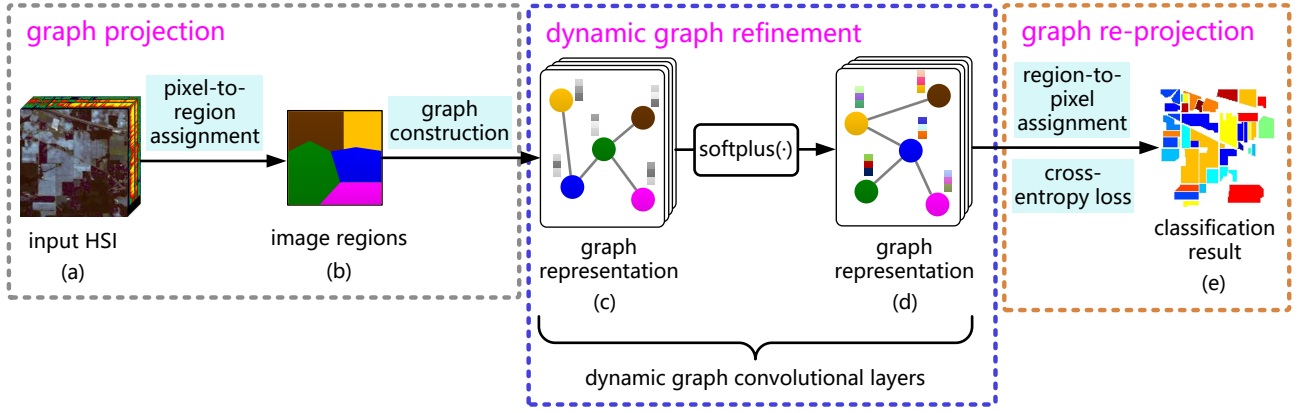 graph projection
pixel-to-
region
assignment
graph
construction
input HSI
(a)
image regions
(b)
dynamic graph refinement
softplus(·)
graph
representation
(c)
graph
representation
(d)
dynamic graph convolutional layers
graph re-projection
region-to-
pixel
assignment
cross-
entropy loss
classification
result
(e)